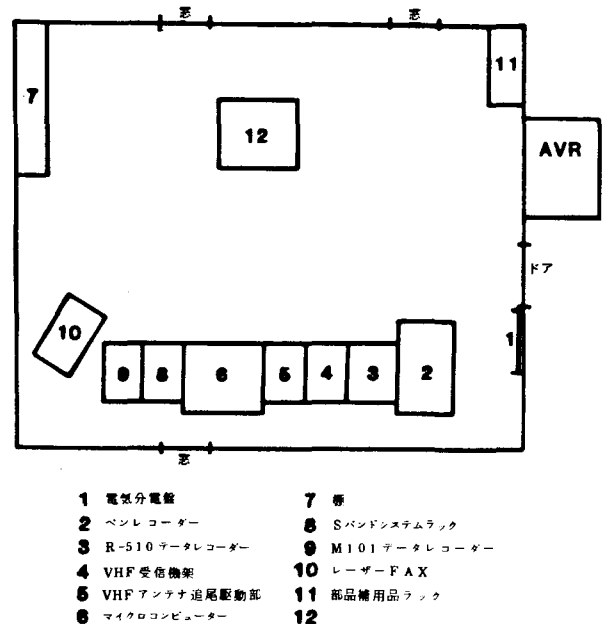 窓 窓
7
11
12
AVR
ドア
10
1
9 8 6 5 4 3 2
窓
1 電気分電盤
2 ペンレコーダー
3 R-510 データレコーダー
4 VHF受信機架
5 VHFアンテナ追尾駆動部
6 マイクロコンピューター
7 棚
8 Sバンドシステムラック
9 M101データレコーダー
10 レーザーFAX
11 部品補用品ラック
12